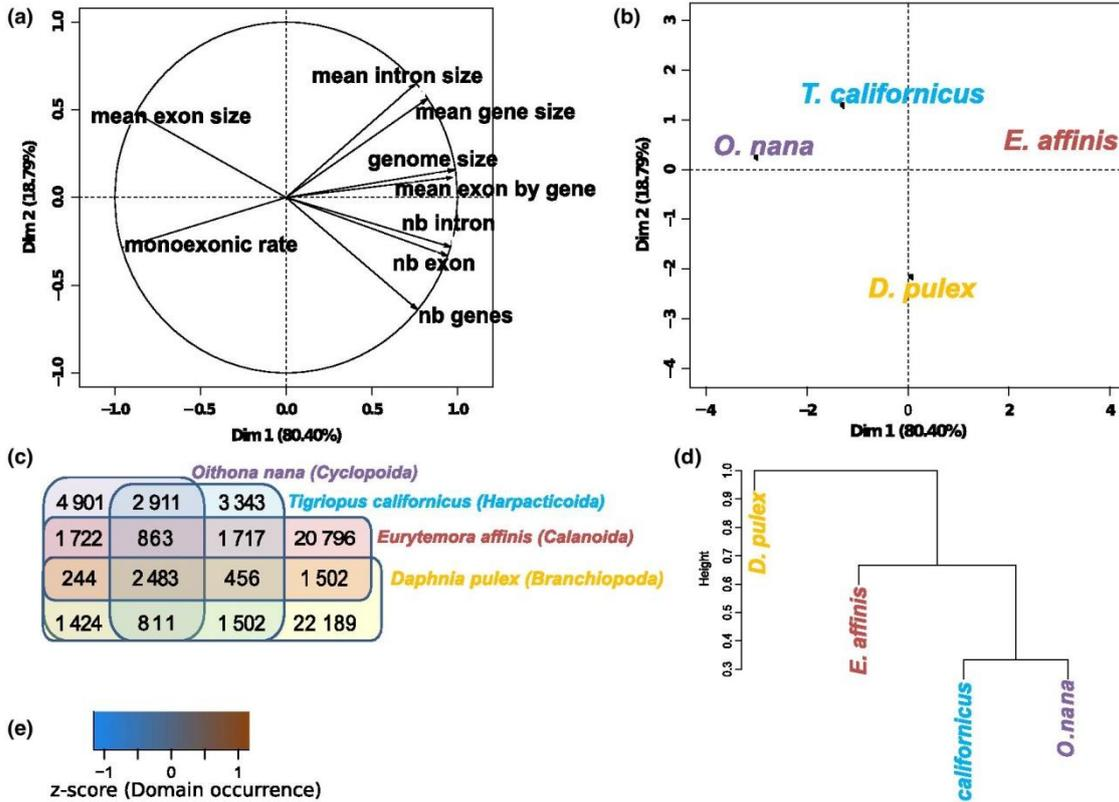 (a)
1.0
0.5
0.0
−0.5
−1.0
Dim 2 (18.79%)
mean intron size
mean exon size
mean gene size
genome size
mean exon by gene
nb intron
monoexonic rate
nb exon
nb genes
−1.0 −0.5 0.0 0.5 1.0
Dim 1 (80.40%)
(b)
3
2
1
0
−1
−2
−3
−4
Dim 2 (18.79%)
T. californicus
O. nana
E. affinis
D. pulex
−4 −2 0 2 4
Dim 1 (80.40%)
(c)
Oithona nana (Cyclopoida)
4 901 2 911 3 343 Tigriopus californicus (Harpacticoida)
1 722 863 1 717 20 796 Eurytemora affinis (Calanoida)
244 2 483 456 1 502 Daphnia pulex (Branchiopoda)
1 424 811 1 502 22 189
(d)
Height
1.0
0.9
0.8
0.7
0.6
0.5
0.4
0.3
D. pulex
E. affinis
californicus
O.nana
(e)
−1 0 1
z-score (Domain occurrence)